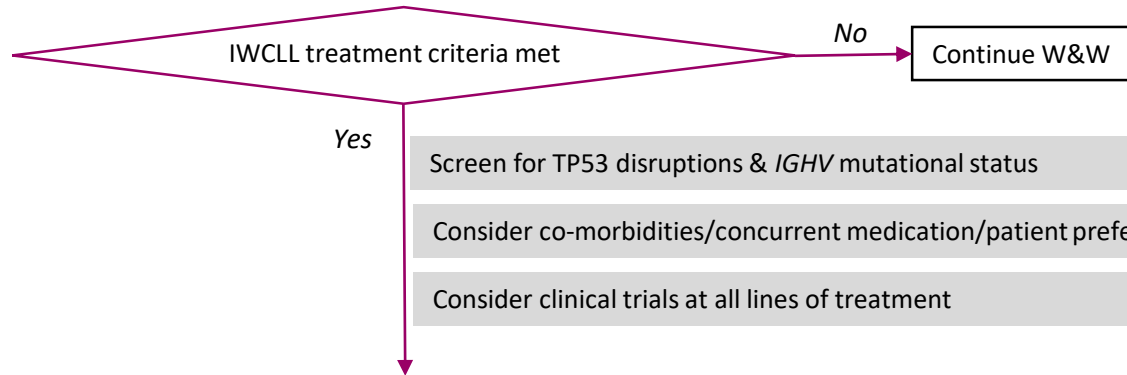 IWCLL treatment criteria met
No
Continue W&W
Yes
Screen for TP53 disruptions & IGHV mutational status
Consider co-morbidities/concurrent medication/patient prefe
Consider clinical trials at all lines of treatment